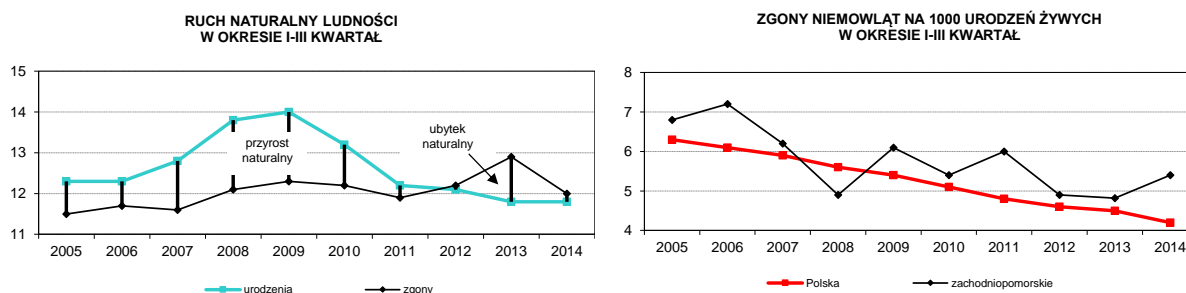 RUCH NATURALNY LUDNOŚCI
W OKRESIE I-III KWARTAŁ
15
14
13
12
11
przyrost
naturalny
ubytek
naturalny
2005 2006 2007 2008 2009 2010 2011 2012 2013 2014
urodzenia zgony
ZGONY NIEMOWLĄT NA 1000 URODZEŃ ŻYWYCH
W OKRESIE I-III KWARTAŁ
8
7
6
5
4
2005 2006 2007 2008 2009 2010 2011 2012 2013 2014
Polska zachodniopomorskie